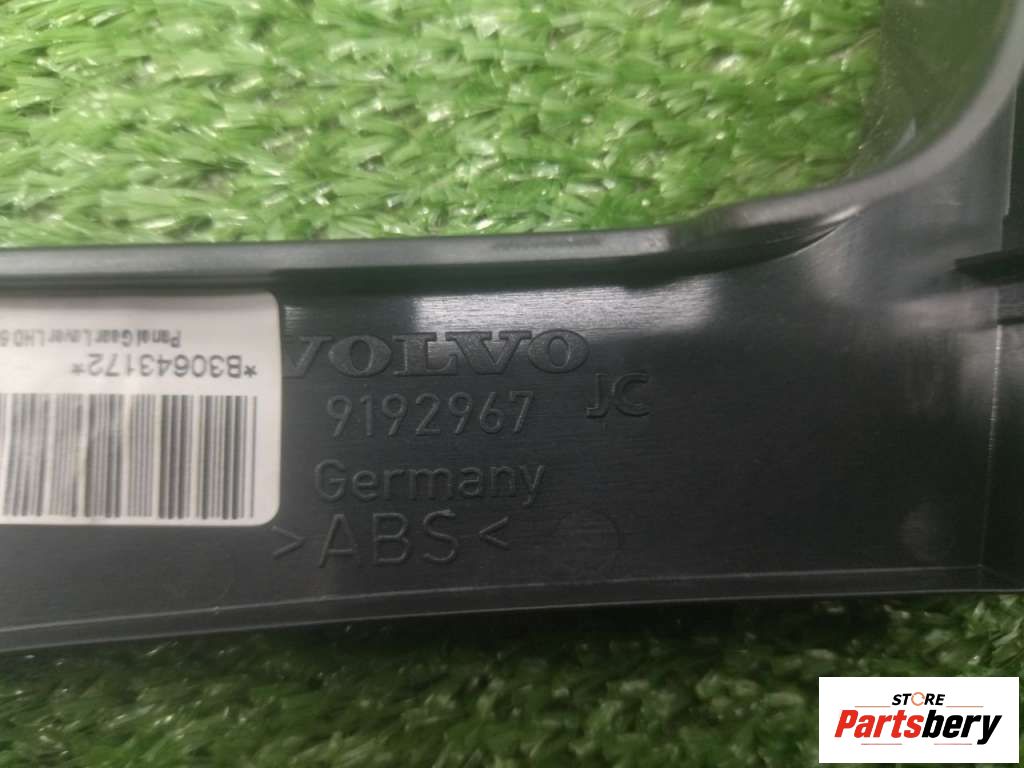 VOLVO
9192967 JC
Germany
>ABS<
*B30643172*
Panel Gear Lever LHD
STORE
Partsbery